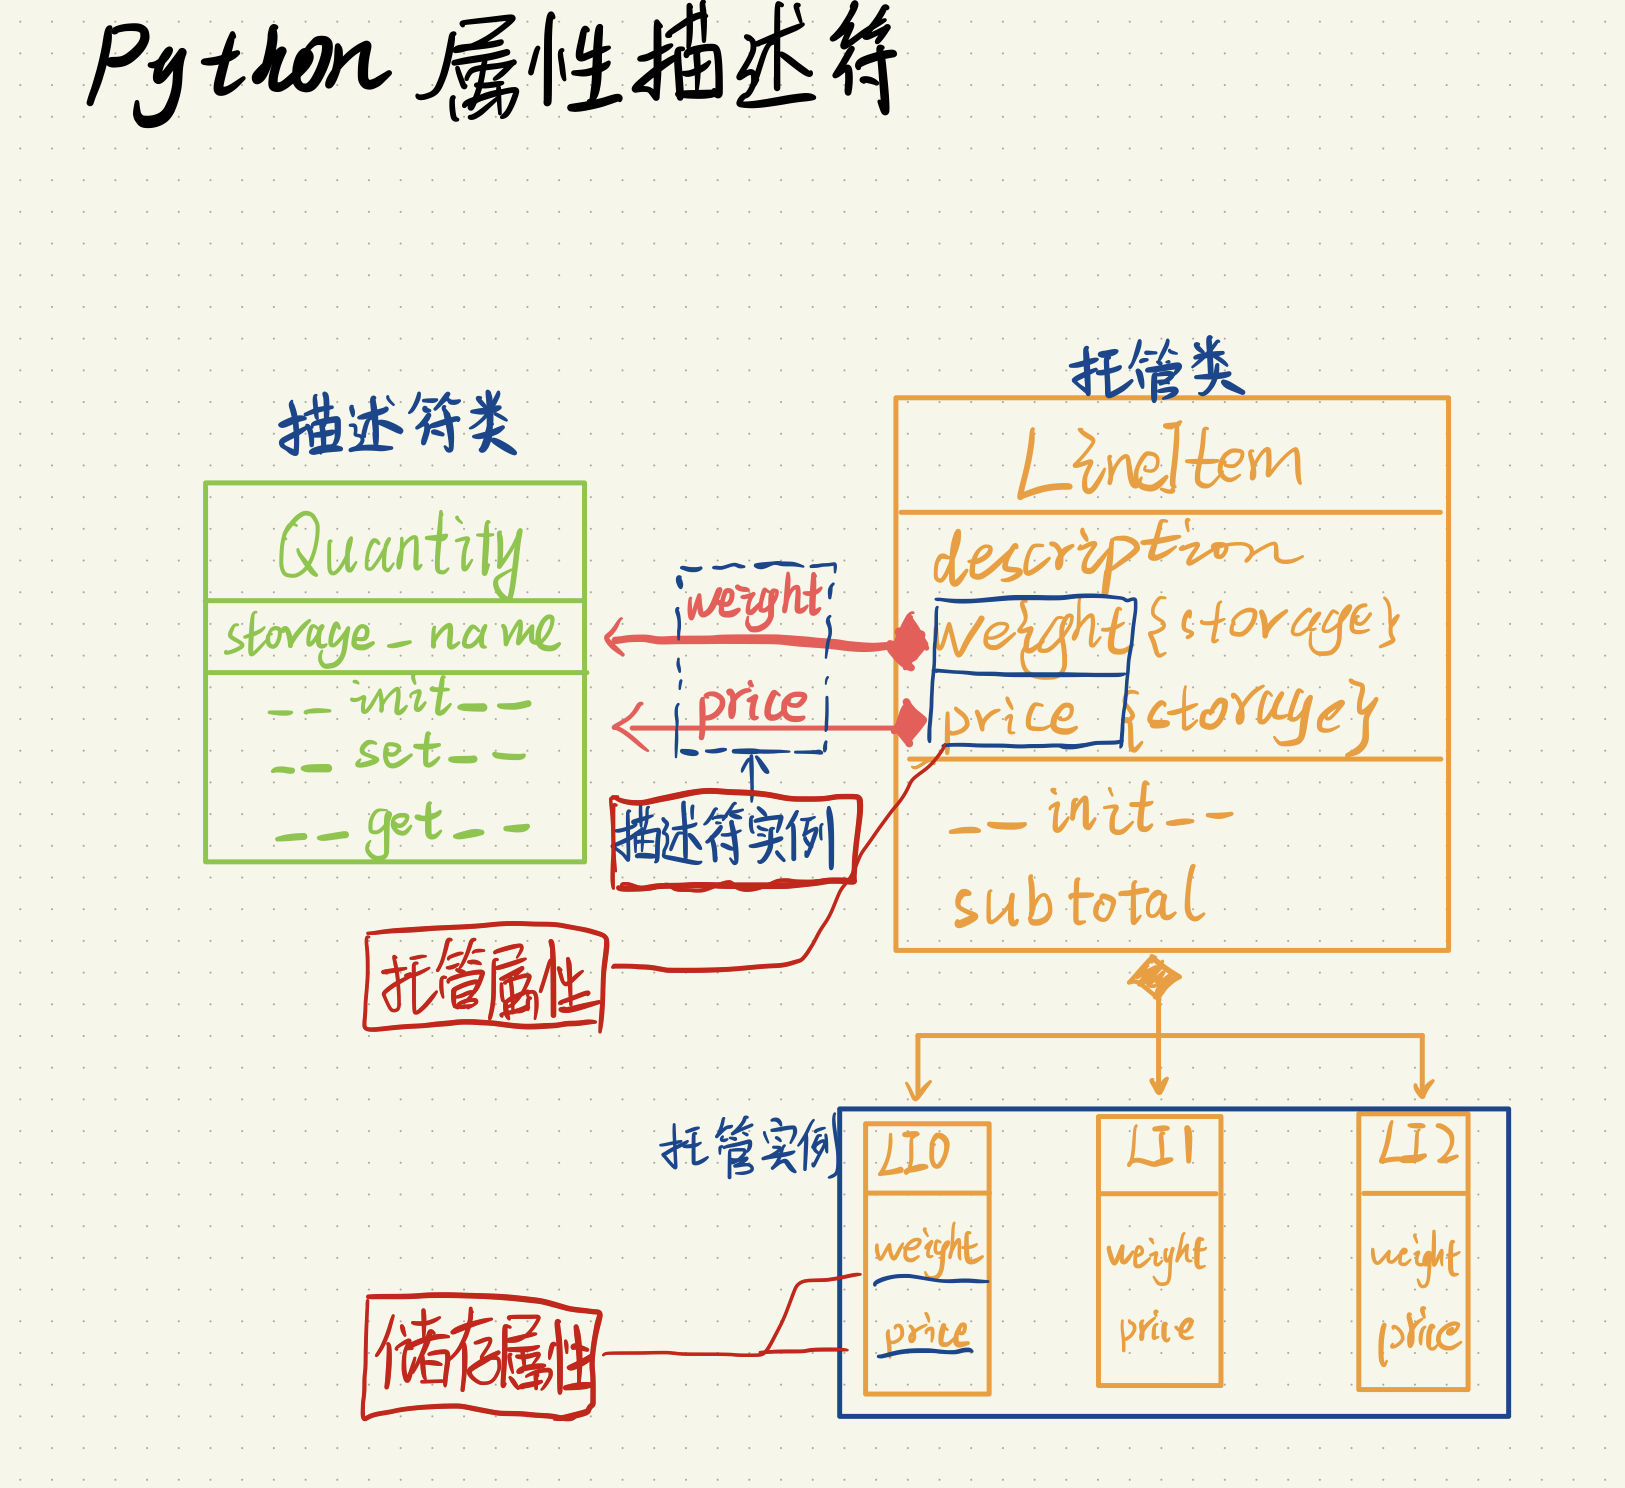 Python 属性描述符
描述符类
Quantity
storage_name
__init__
__set__
__get__
weight
price
描述符实例
托管属性
托管类
LineItem
description
weight {storage}
price {storage}
__init__
subtotal
托管实例
LI0
weight
price
LI1
weight
price
LI2
weight
price
储存属性